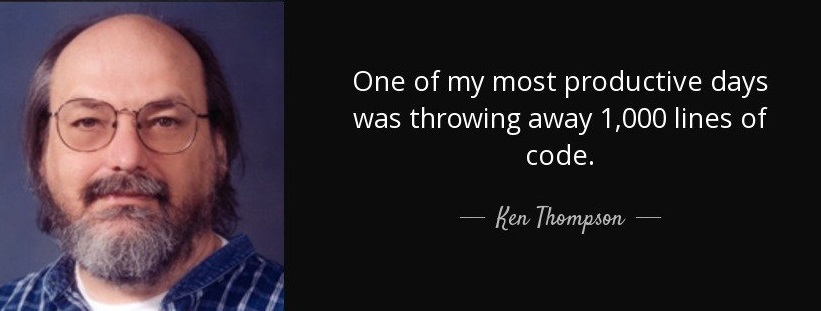 One of my most productive days
was throwing away 1,000 lines of
code.
Ken Thompson